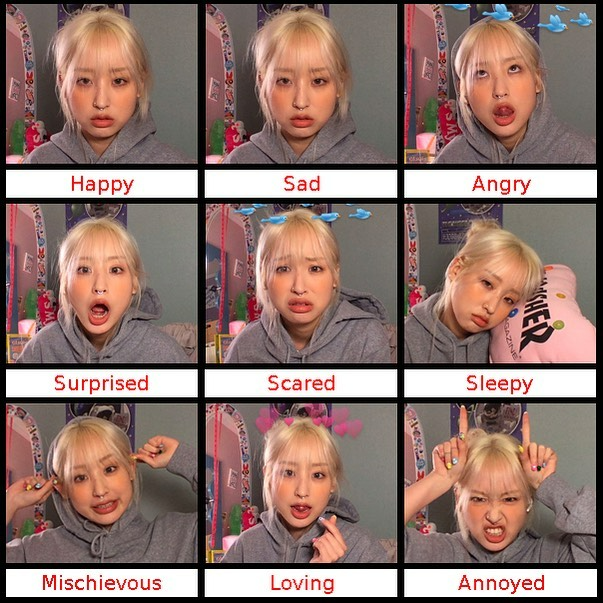 Happy
Sad
Angry
Surprised
Scared
Sleepy
Mischievous
Loving
Annoyed